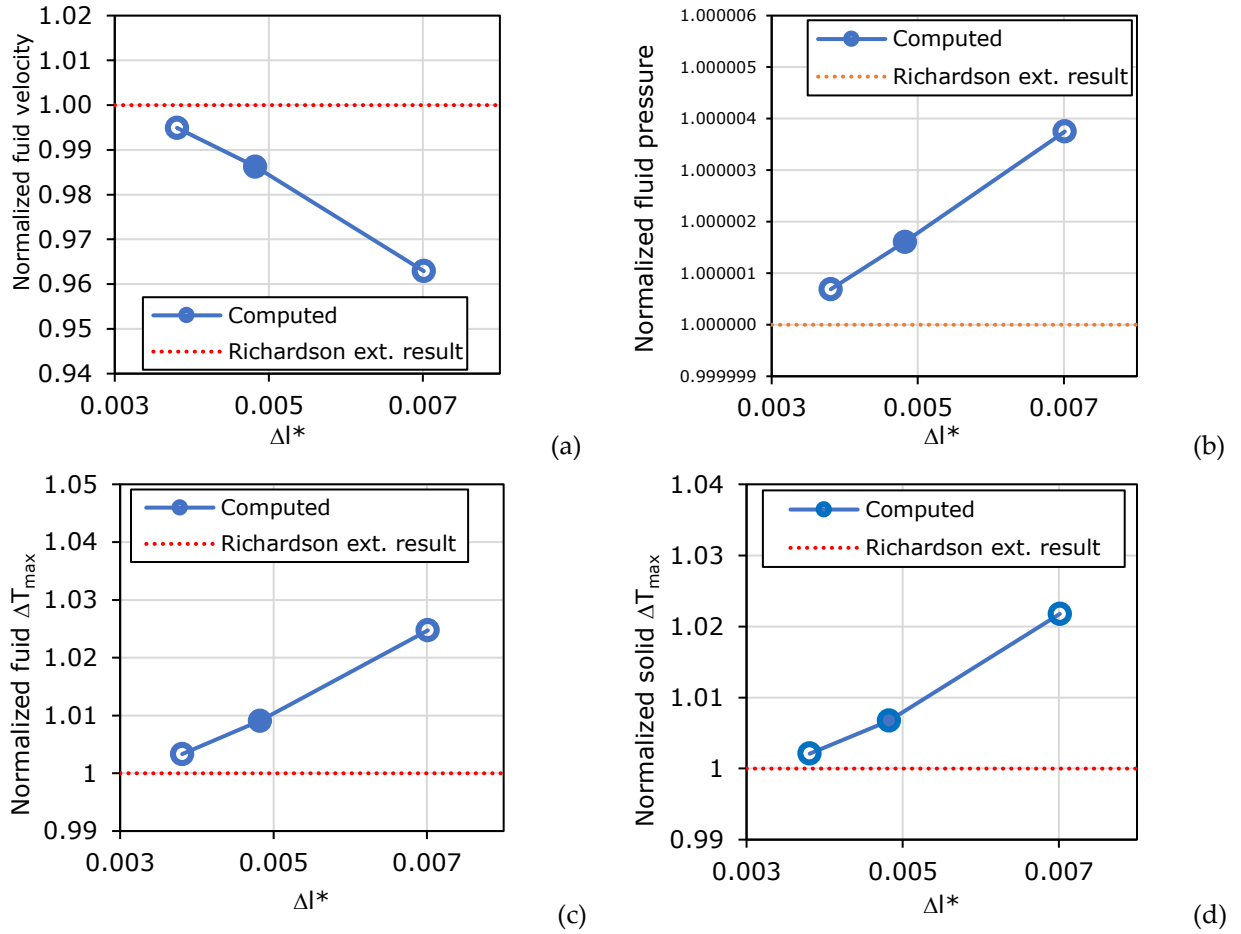 1.02
1.01
1.00
0.99
0.98
0.97
0.96
0.95
0.94
Normalized fuid velocity
Computed
Richardson ext. result
0.003
0.005
0.007
Δl*
(a)
1.000006
1.000005
1.000004
1.000003
1.000002
1.000001
1.000000
0.999999
Normalized fluid pressure
Computed
Richardson ext. result
0.003
0.005
0.007
Δl*
(b)
1.05
1.04
1.03
1.02
1.01
1
0.99
Normalized fuid ΔTmax
Computed
Richardson ext. result
0.003
0.005
0.007
Δl*
(c)
1.04
1.03
1.02
1.01
1
0.99
Normalized solid ΔTmax
Computed
Richardson ext. result
0.003
0.005
0.007
Δl*
(d)